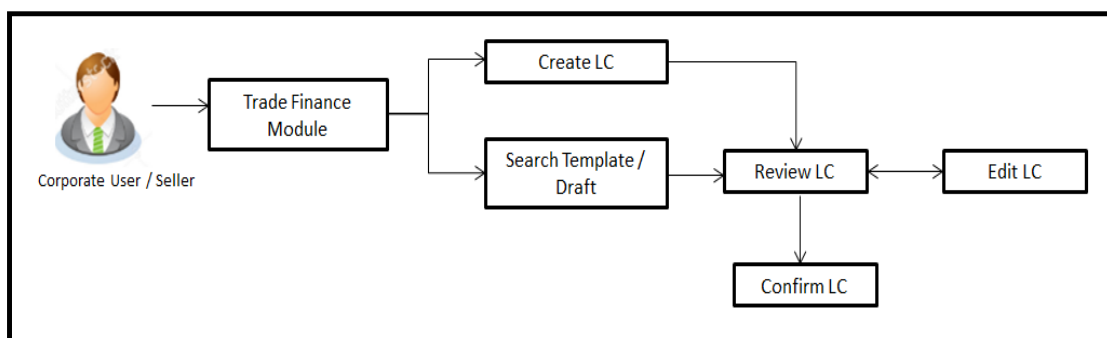 Create LC
Trade Finance
Module
Search Template /
Draft
Review LC
Edit LC
Corporate User / Seller
Confirm LC